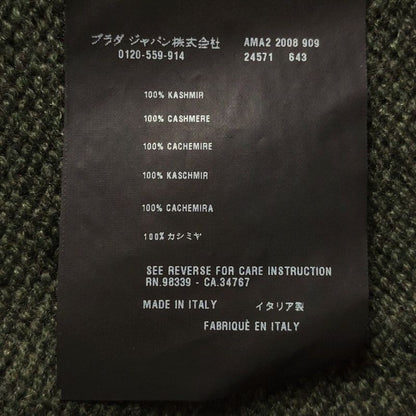 プラダ ジャパン株式会社 AMA2 2008 909
0120-559-914 24571 643
100% KASHMIR
100% CASHMERE
100% CACHEMIRE
100% KASCHMIR
100% CACHEMIRA
100% カシミヤ
SEE REVERSE FOR CARE INSTRUCTION
RN.98339 - CA.34767
MADE IN ITALY イタリア製
FABRIQUÈ EN ITALY